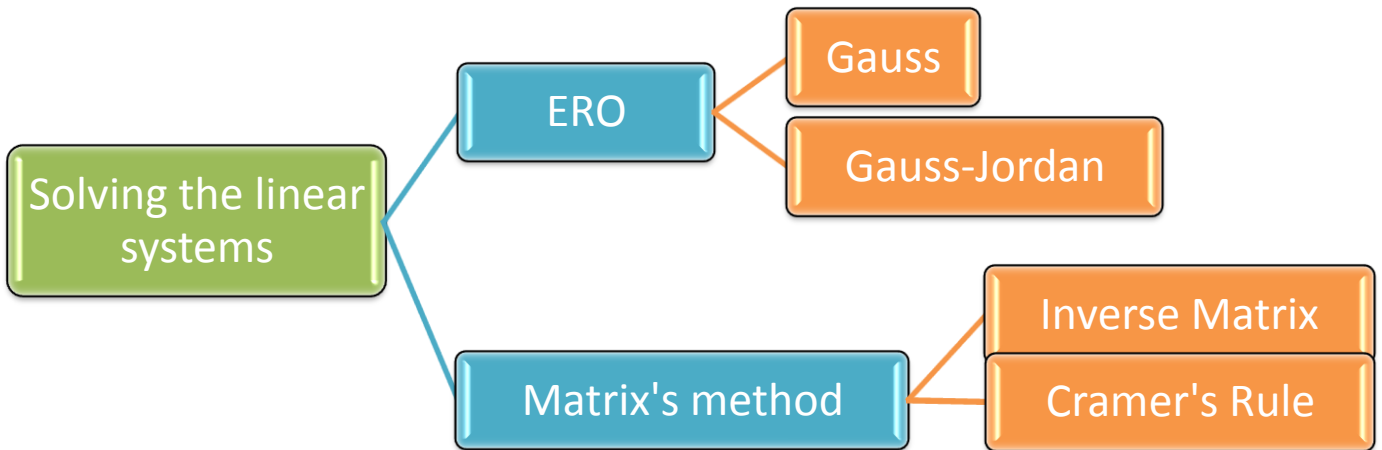 Solving the linear
systems
ERO
Gauss
Gauss-Jordan
Matrix's method
Inverse Matrix
Cramer's Rule